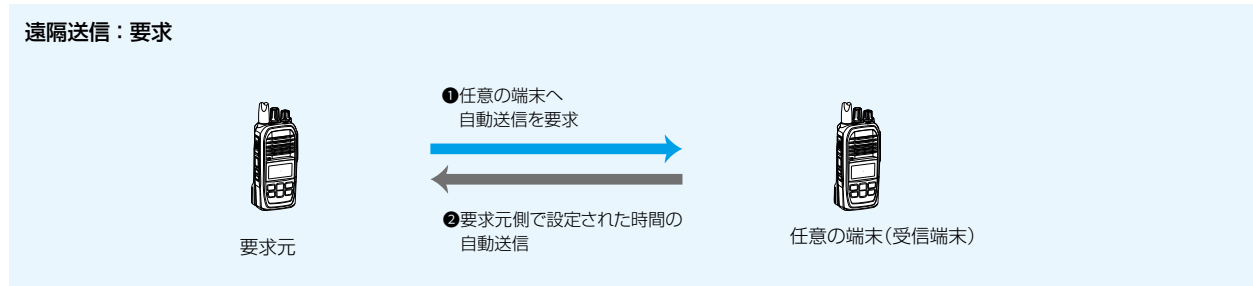 遠隔送信：要求
❶任意の端末へ
自動送信を要求
❷要求元側で設定された時間の
自動送信
要求元
任意の端末（受信端末）